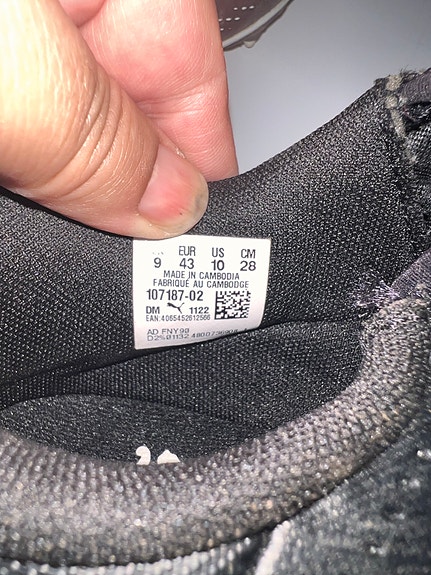 EUR US CM
9 43 10 28
MADE IN CAMBODIA
FABRIQUÉ AU CAMBODGE
107187-02
DM 1122
EAN:4065452612566
AD FNY99